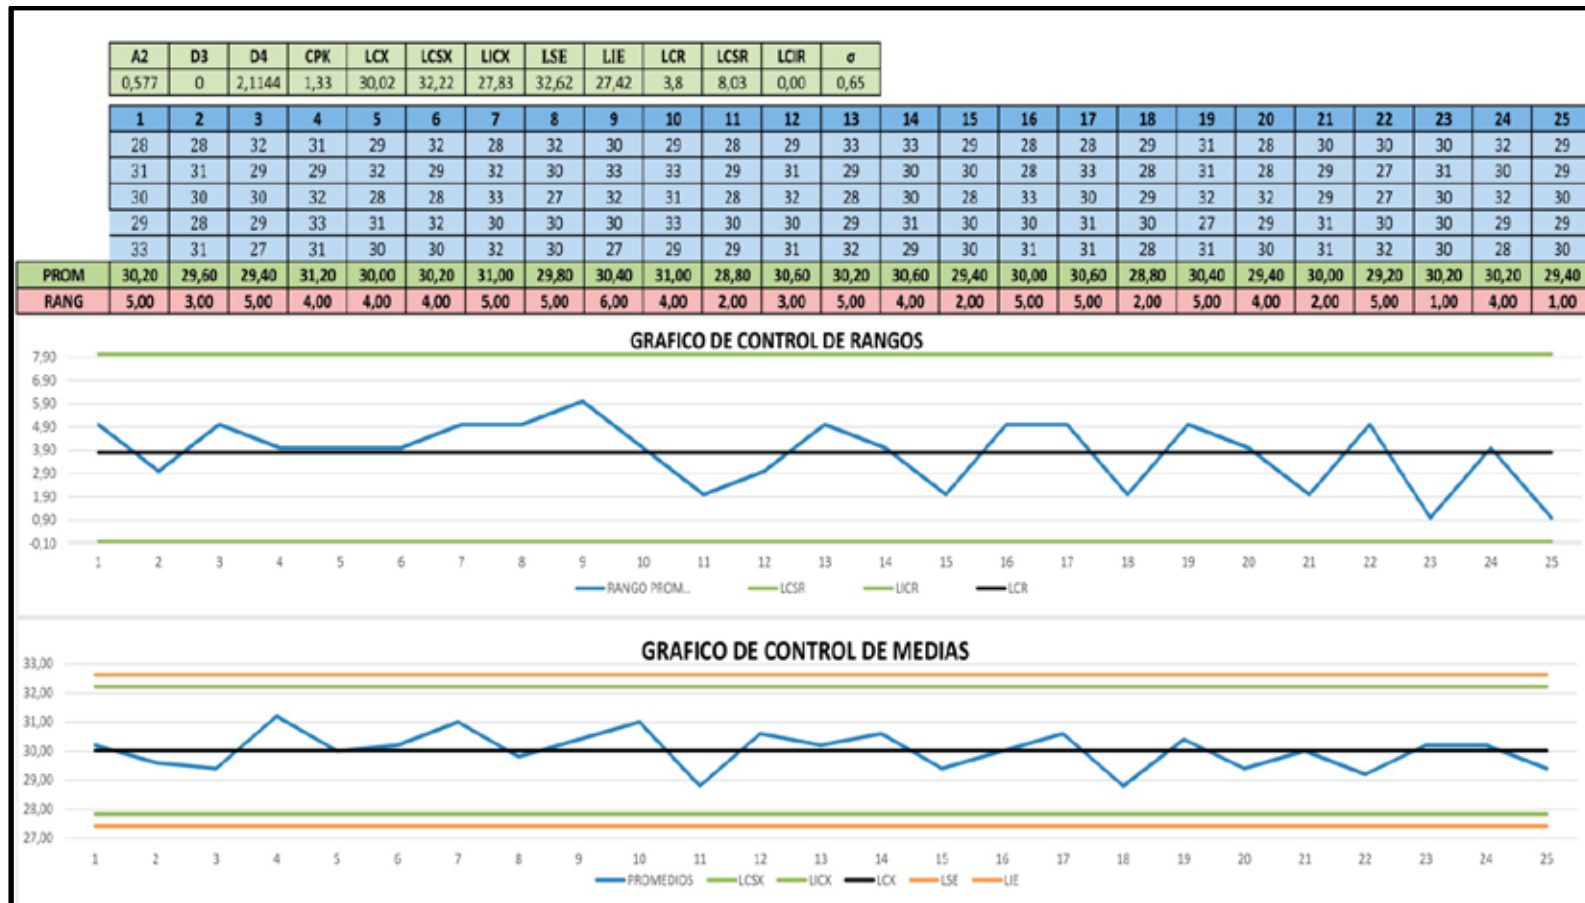 A2 D3 D4 CPK LCX LCSX LICX LSE LIE LCR LCSR LCIR σ
0,577 0 2,1144 1,33 30,02 32,22 27,83 32,62 27,42 3,8 8,03 0,00 0,65
1 2 3 4 5 6 7 8 9 10 11 12 13 14 15 16 17 18 19 20 21 22 23 24 25
28 28 32 31 29 32 28 32 30 29 28 29 33 33 29 28 28 29 31 28 30 30 30 32 29
31 31 29 29 32 29 32 30 33 33 29 31 29 30 30 28 33 28 31 28 29 27 31 30 29
30 30 30 32 28 28 33 27 32 31 28 32 28 30 28 33 30 29 32 32 29 27 30 32 30
29 28 29 33 31 32 30 30 30 33 30 30 29 31 30 30 31 30 27 29 31 30 30 29 29
33 31 27 31 30 30 32 30 27 29 29 31 32 29 30 31 31 28 31 30 31 32 30 28 30
PROM 30,20 29,60 29,40 31,20 30,00 30,20 31,00 29,80 30,40 31,00 28,80 30,60 30,20 30,60 29,40 30,00 30,60 28,80 30,40 29,40 30,00 29,20 30,20 30,20 29,40
RANG 5,00 3,00 5,00 4,00 4,00 4,00 5,00 5,00 6,00 4,00 2,00 3,00 5,00 4,00 2,00 5,00 5,00 2,00 5,00 4,00 2,00 5,00 1,00 4,00 1,00
GRAFICO DE CONTROL DE RANGOS
7,90
6,90
5,90
4,90
3,90
2,90
1,90
0,90
-0,10
1 2 3 4 5 6 7 8 9 10 11 12 13 14 15 16 17 18 19 20 21 22 23 24 25
RANGO PROM... LCSR LICR LCR
GRAFICO DE CONTROL DE MEDIAS
33,00
32,00
31,00
30,00
29,00
28,00
27,00
1 2 3 4 5 6 7 8 9 10 11 12 13 14 15 16 17 18 19 20 21 22 23 24 25
PROMEDIOS LCSX LICX LCX LSE LIE